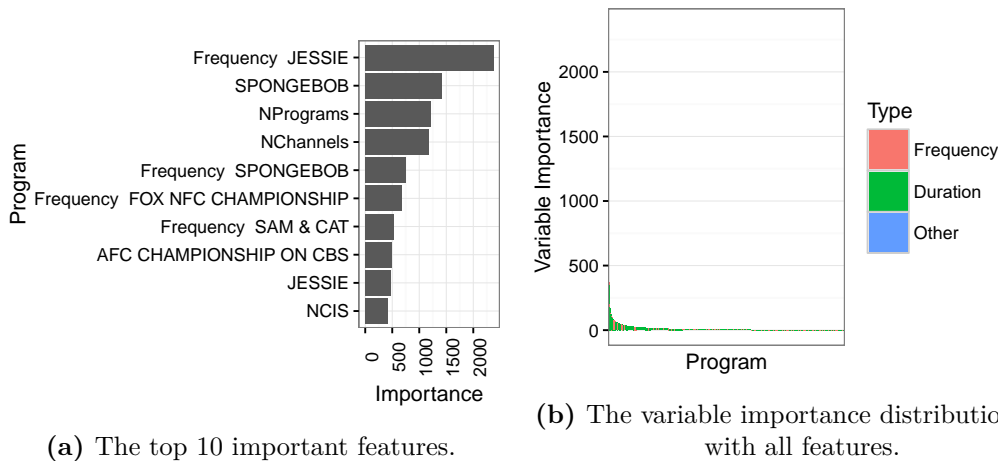 Program
Frequency JESSIE
SPONGEBOB
NPrograms
NChannels
Frequency SPONGEBOB
Frequency FOX NFC CHAMPIONSHIP
Frequency SAM & CAT
AFC CHAMPIONSHIP ON CBS
JESSIE
NCIS
0 500 1000 1500 2000
Importance
(a) The top 10 important features.
Variable Importance
2000
1500
1000
500
0
Program
Type
Frequency
Duration
Other
(b) The variable importance distributio
with all features.